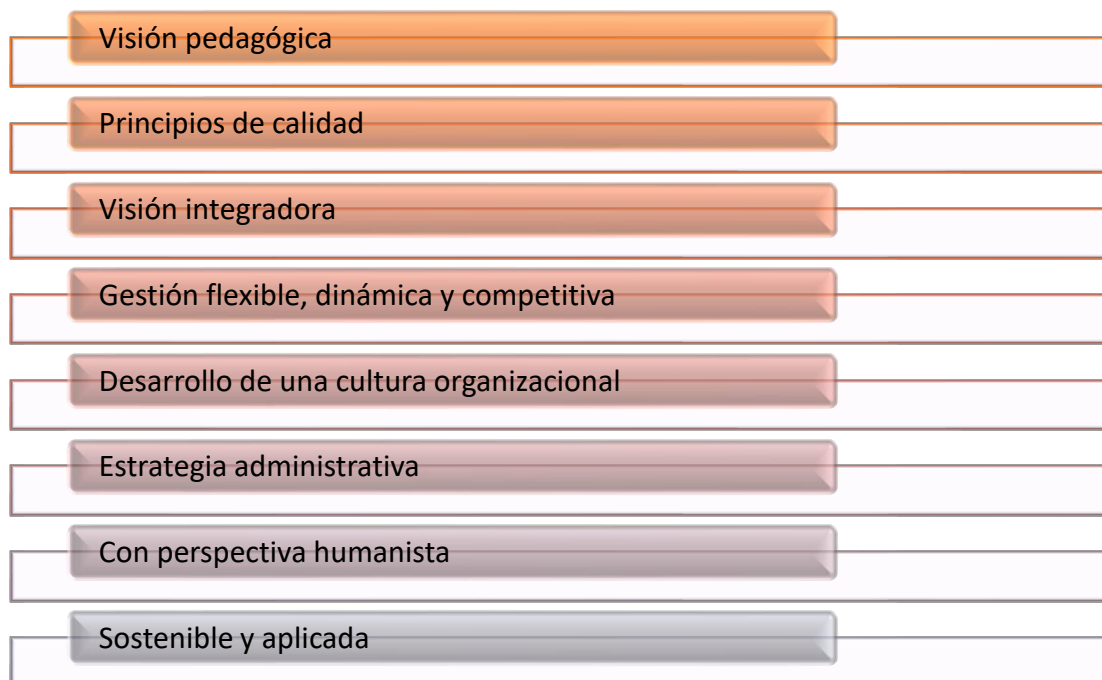 Visión pedagógica
Principios de calidad
Visión integradora
Gestión flexible, dinámica y competitiva
Desarrollo de una cultura organizacional
Estrategia administrativa
Con perspectiva humanista
Sostenible y aplicada